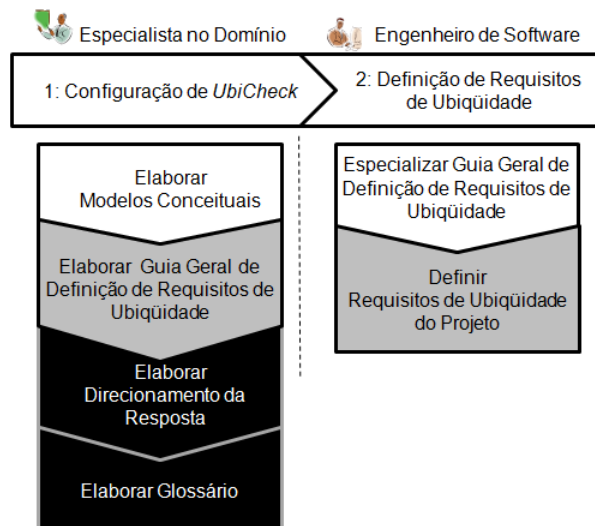 Especialista no Domínio
Engenheiro de Software
1: Configuração de UbiCheck
2: Definição de Requisitos
de Ubiqüidade
Elaborar
Modelos Conceituais
Elaborar Guia Geral de
Definição de Requisitos de
Ubiqüidade
Elaborar
Direcionamento da
Resposta
Elaborar Glossário
Especializar Guia Geral de
Definição de Requisitos de
Ubiqüidade
Definir
Requisitos de Ubiqüidade
do Projeto